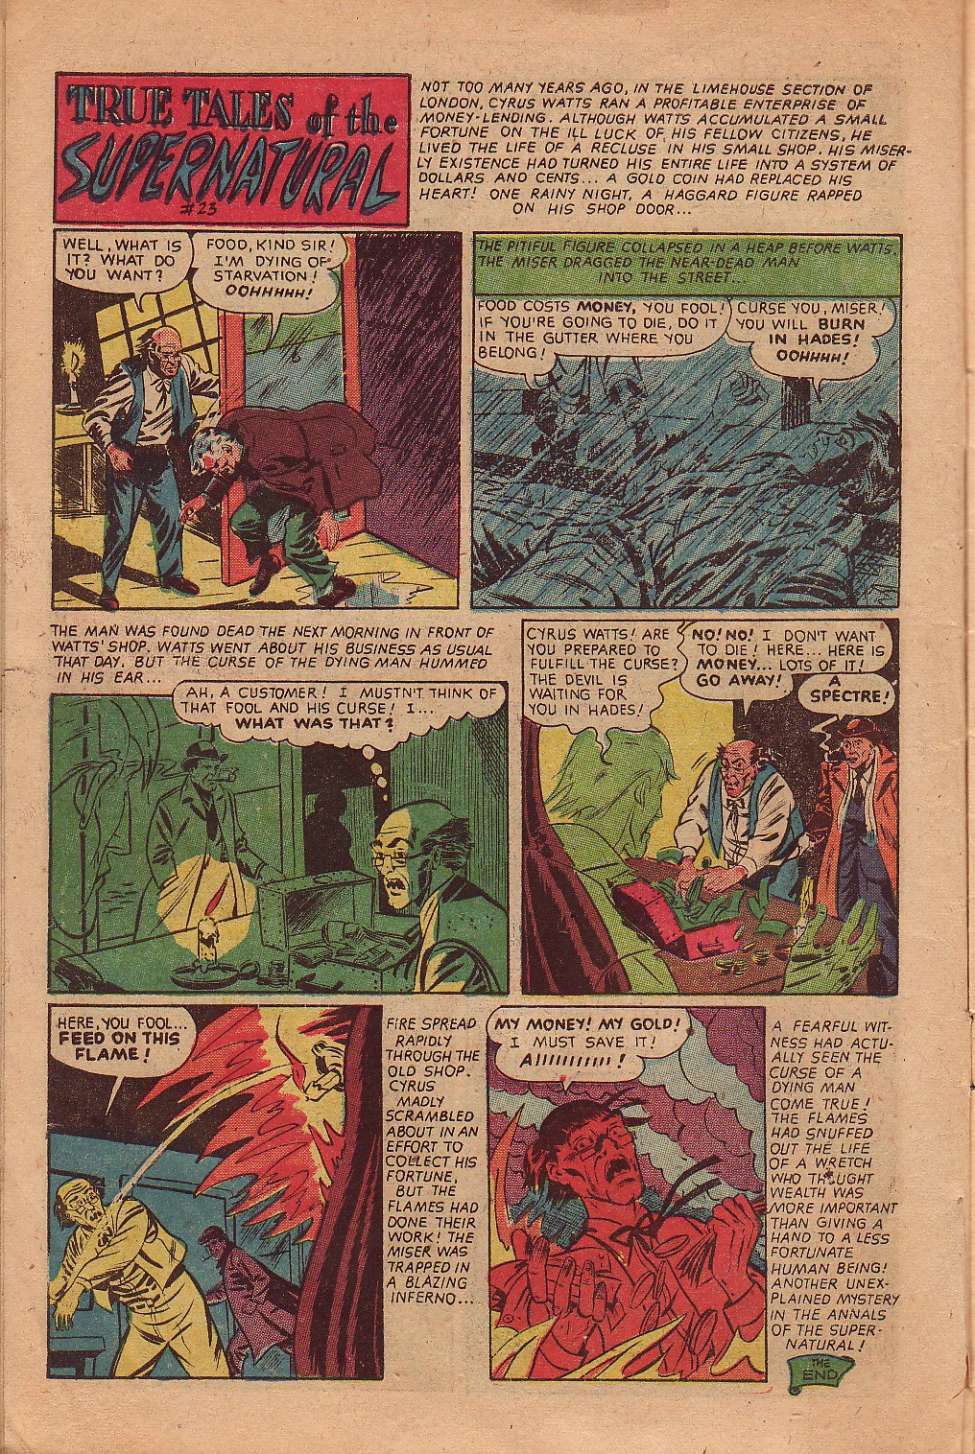 TRUE TALES of the
SUPERNATURAL
#23
NOT TOO MANY YEARS AGO, IN THE LIMEHOUSE SECTION OF
LONDON, CYRUS WATTS RAN A PROFITABLE ENTERPRISE OF
MONEY-LENDING. ALTHOUGH WATTS ACCUMULATED A SMALL
FORTUNE ON THE ILL LUCK OF HIS FELLOW CITIZENS, HE
LIVED THE LIFE OF A RECLUSE IN HIS SMALL SHOP. HIS MISER-
LY EXISTENCE HAD TURNED HIS ENTIRE LIFE INTO A SYSTEM OF
DOLLARS AND CENTS... A GOLD COIN HAD REPLACED HIS
HEART! ONE RAINY NIGHT, A HAGGARD FIGURE RAPPED
ON HIS SHOP DOOR...
WELL, WHAT IS
IT? WHAT DO
YOU WANT?
FOOD, KIND SIR!
I'M DYING OF
STARVATION!
OOHHHHH!
THE PITIFUL FIGURE COLLAPSED IN A HEAP BEFORE WATTS.
THE MISER DRAGGED THE NEAR-DEAD MAN
INTO THE STREET...
FOOD COSTS MONEY, YOU FOOL!
IF YOU'RE GOING TO DIE, DO IT
IN THE GUTTER WHERE YOU
BELONG!
CURSE YOU, MISER!
YOU WILL BURN
IN HADES!
OOHHHH!
THE MAN WAS FOUND DEAD THE NEXT MORNING IN FRONT OF
WATTS' SHOP. WATTS WENT ABOUT HIS BUSINESS AS USUAL
THAT DAY. BUT THE CURSE OF THE DYING MAN HUMMED
IN HIS EAR...
AH, A CUSTOMER! I MUSTN'T THINK OF
THAT FOOL AND HIS CURSE! I...
WHAT WAS THAT?
CYRUS WATTS! ARE
YOU PREPARED TO
FULFILL THE CURSE?
THE DEVIL IS
WAITING FOR
YOU IN HADES!
NO! NO! I DON'T WANT
TO DIE! HERE... HERE IS
MONEY... LOTS OF IT!
GO AWAY!
A
SPECTRE!
HERE, YOU FOOL...
FEED ON THIS
FLAME!
FIRE SPREAD
RAPIDLY
THROUGH THE
OLD SHOP.
CYRUS
MADLY
SCRAMBLED
ABOUT IN AN
EFFORT TO
COLLECT HIS
FORTUNE,
BUT THE
FLAMES HAD
DONE THEIR
WORK! THE
MISER WAS
TRAPPED IN
A BLAZING
INFERNO...
MY MONEY! MY GOLD!
I MUST SAVE IT!
AIIIIIIIII!
A FEARFUL WIT-
NESS HAD ACTU-
ALLY SEEN THE
CURSE OF A
DYING MAN
COME TRUE!
THE FLAMES
HAD SNUFFED
OUT THE LIFE
OF A WRETCH
WHO THOUGHT
WEALTH WAS
MORE IMPORTANT
THAN GIVING A
HAND TO A LESS
FORTUNATE
HUMAN BEING!
ANOTHER UNEX-
PLAINED MYSTERY
IN THE ANNALS
OF THE SUPER-
NATURAL!
THE
END